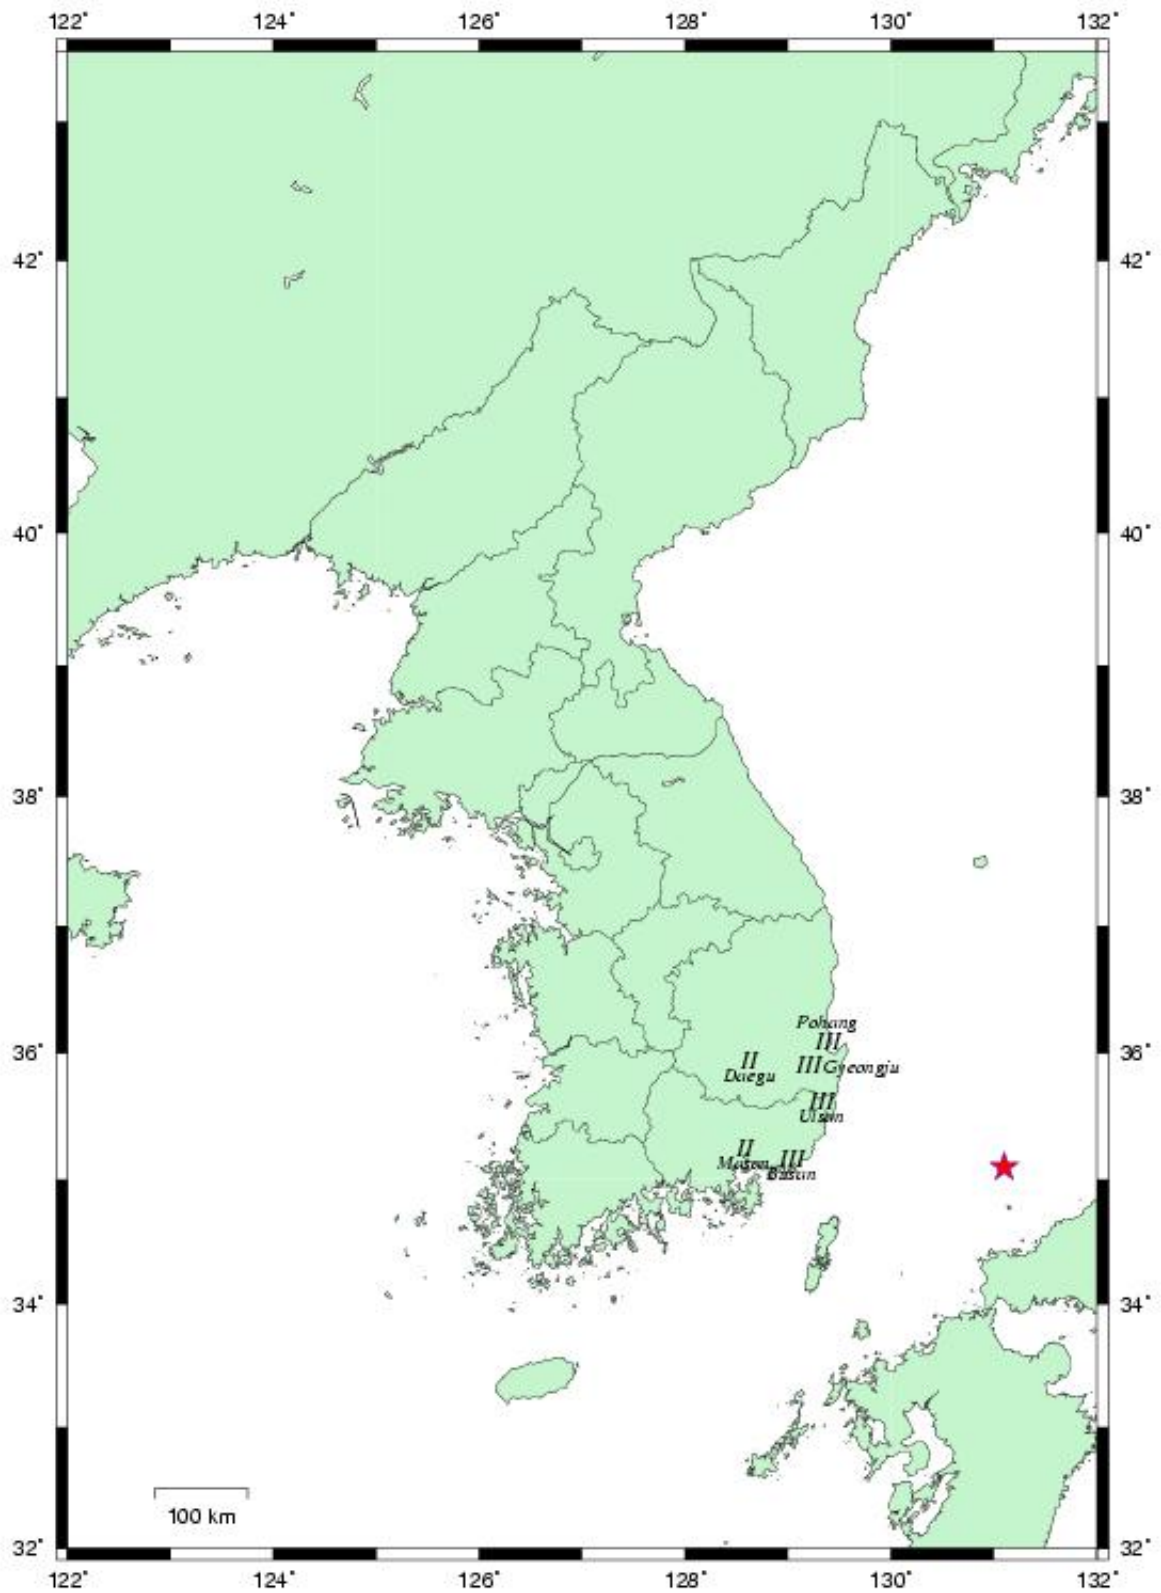 122° 124° 126° 128° 130° 132°
42° 42°
40° 40°
38° 38°
Pohang
III
36° II III Gyeongju 36°
Daegu
III
Ulsan
II III
Masan Busan
34° 34°
100 km
32° 32°
122° 124° 126° 128° 130° 132°